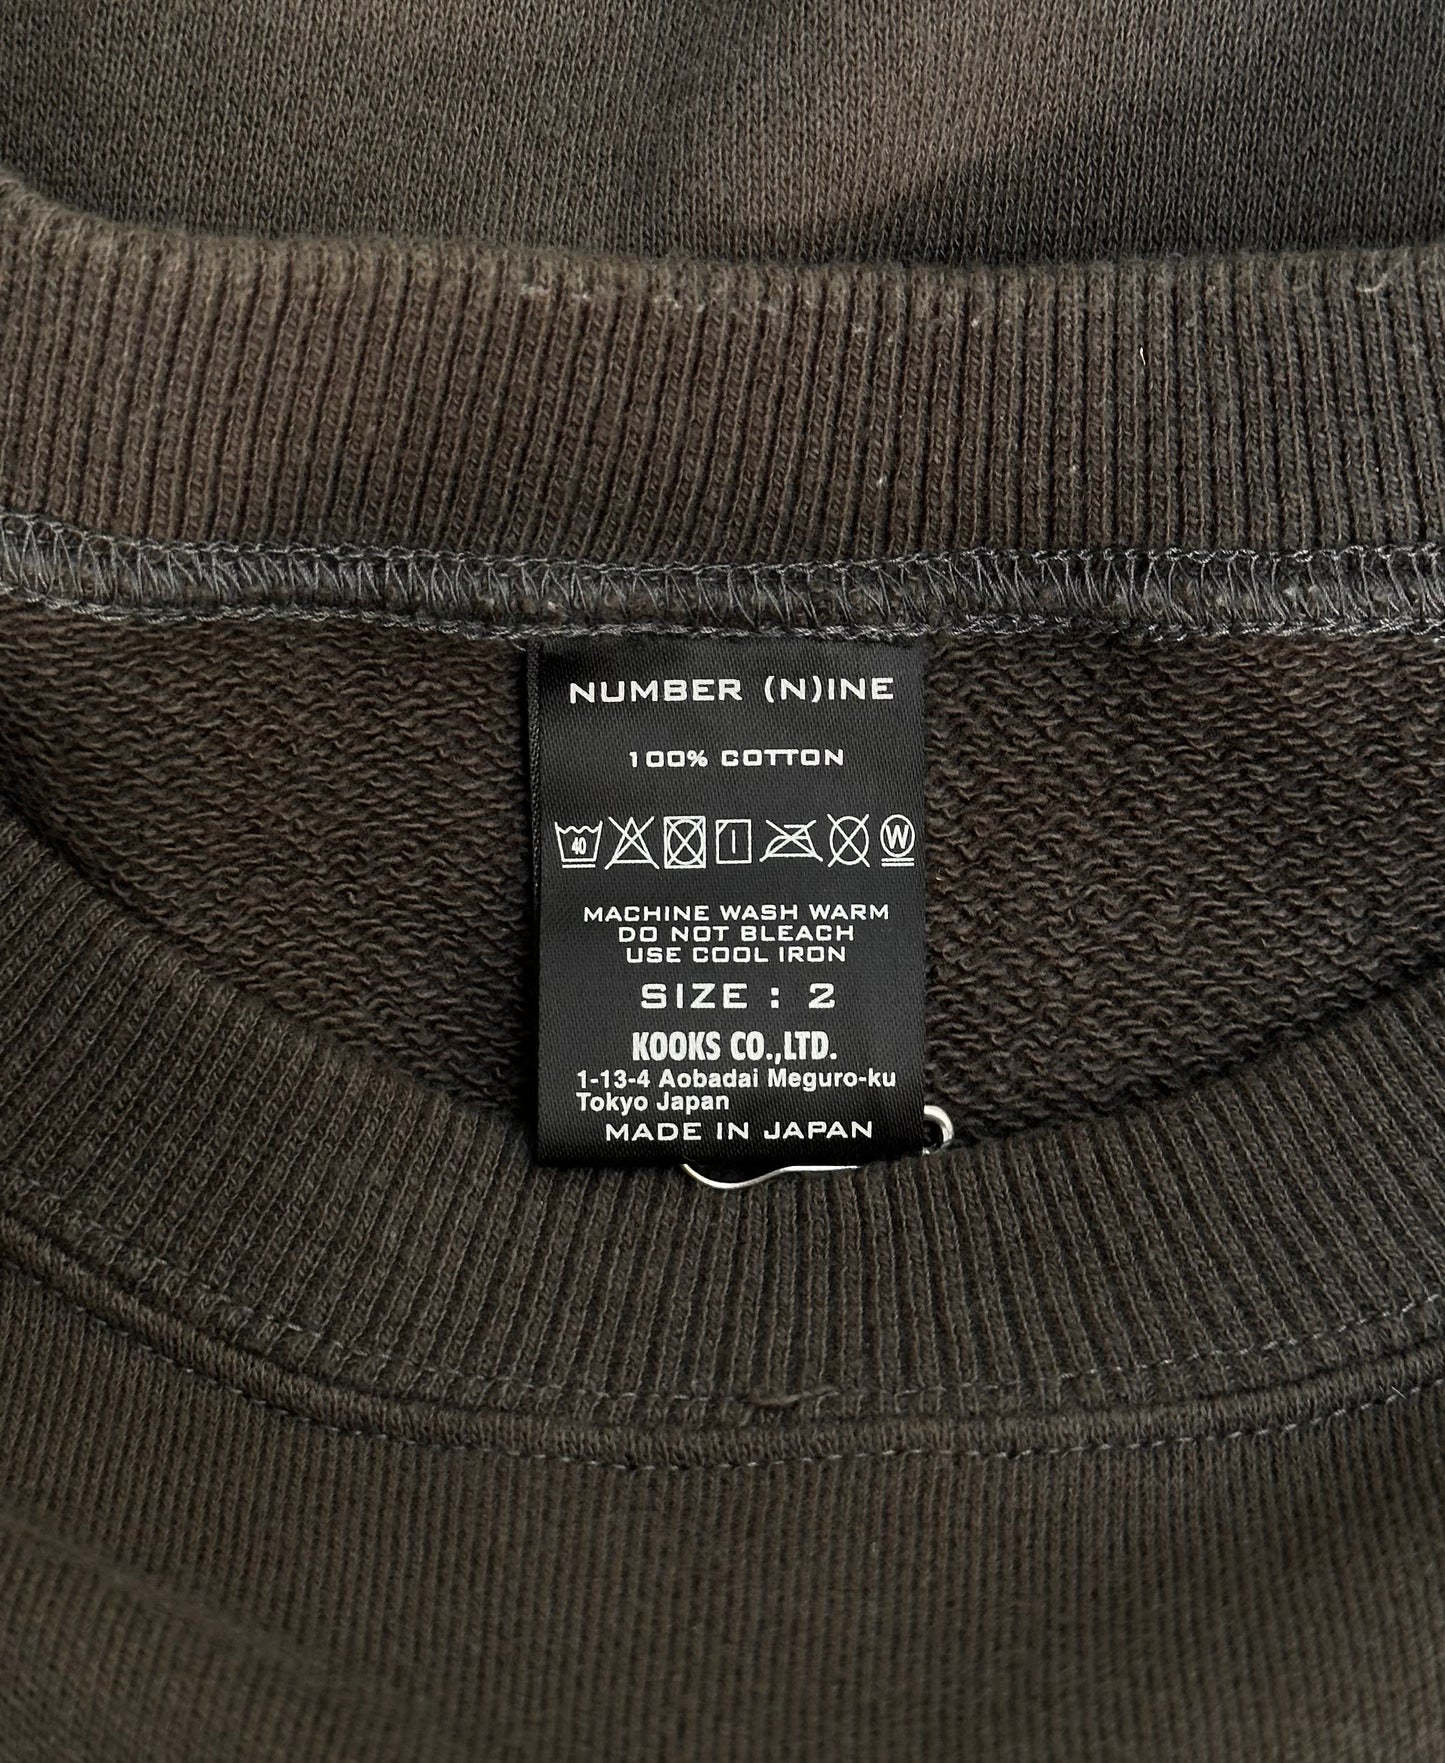 NUMBER (N)INE
100% COTTON
40 W
MACHINE WASH WARM
DO NOT BLEACH
USE COOL IRON
SIZE : 2
KOOKS CO.,LTD.
1-13-4 Aobadai Meguro-ku
Tokyo Japan
MADE IN JAPAN